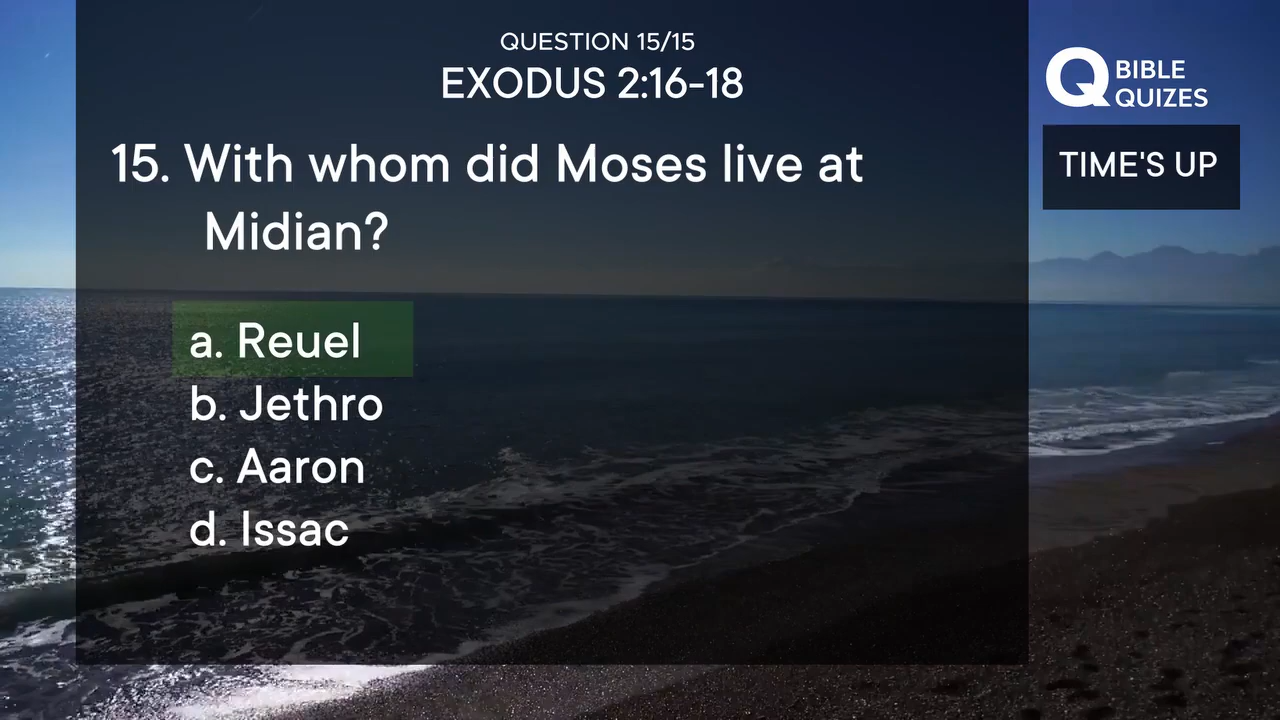 QUESTION 15/15
EXODUS 2:16-18
15. With whom did Moses live at
Midian?
a. Reuel
b. Jethro
c. Aaron
d. Issac
Q BIBLE
QUIZES
TIME'S UP